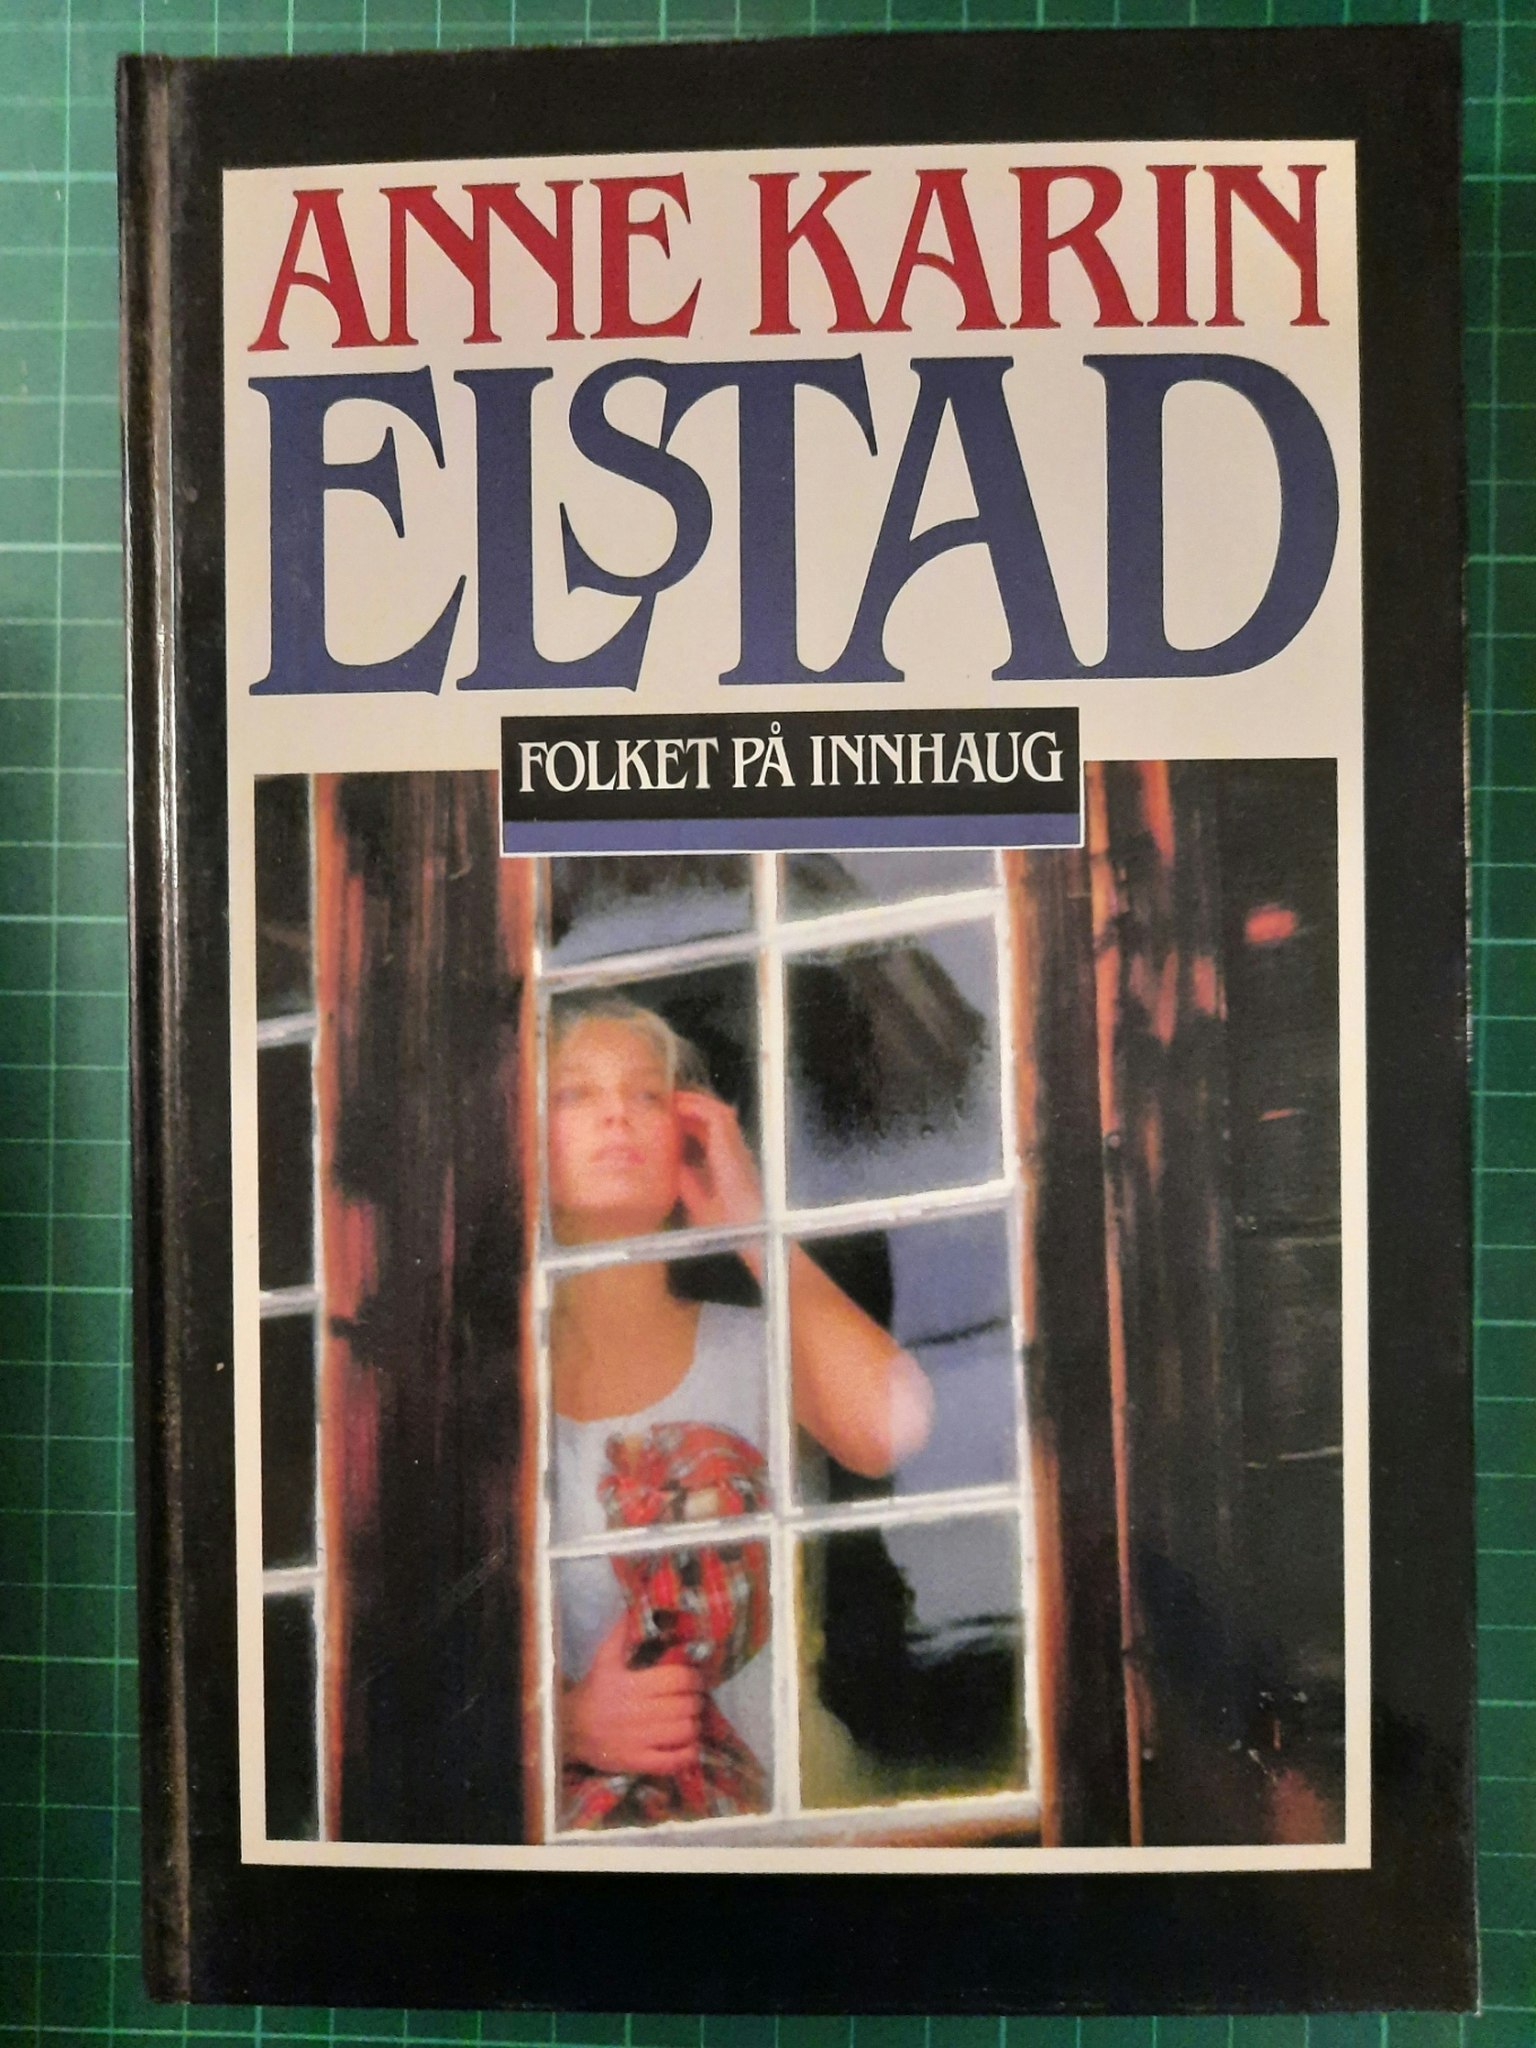 ANNE KARIN
ELSTAD
FOLKET PÅ INNHAUG